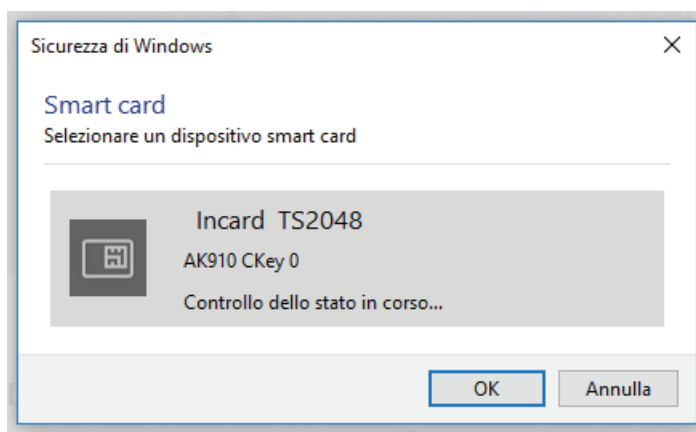 Sicurezza di Windows
Smart card
Selezionare un dispositivo smart card
Incard TS2048
AK910 CKey 0
Controllo dello stato in corso...
OK Annulla